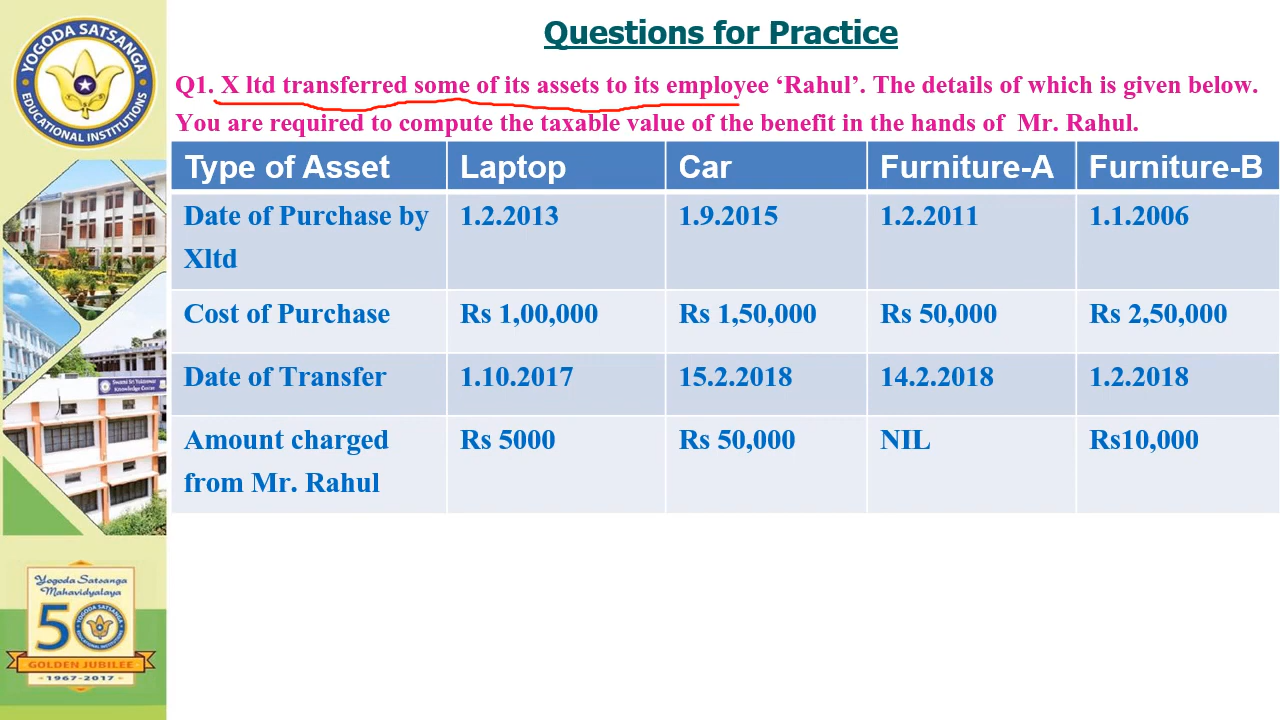 Questions for Practice
Q1. X ltd transferred some of its assets to its employee ‘Rahul’. The details of which is given below.
You are required to compute the taxable value of the benefit in the hands of Mr. Rahul.
Type of Asset Laptop Car Furniture-A Furniture-B
Date of Purchase by Xltd 1.2.2013 1.9.2015 1.2.2011 1.1.2006
Cost of Purchase Rs 1,00,000 Rs 1,50,000 Rs 50,000 Rs 2,50,000
Date of Transfer 1.10.2017 15.2.2018 14.2.2018 1.2.2018
Amount charged from Mr. Rahul Rs 5000 Rs 50,000 NIL Rs10,000
YOGODA SATSANGA
EDUCATIONAL INSTITUTIONS
Swami Sri Yukteswar
Knowledge Centre
Yogoda Satsanga
Mahavidyalaya
50
GOLDEN JUBILEE
1967-2017